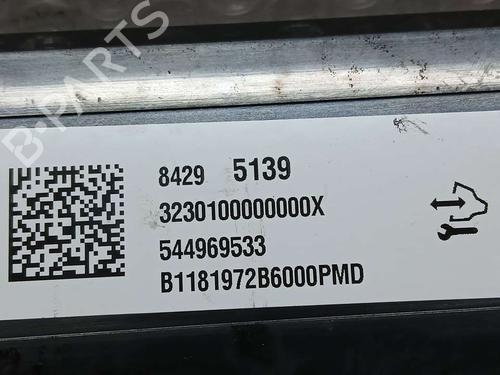 B-PARTS
8429 5139
3230100000000X
544969533
B1181972B6000PMD